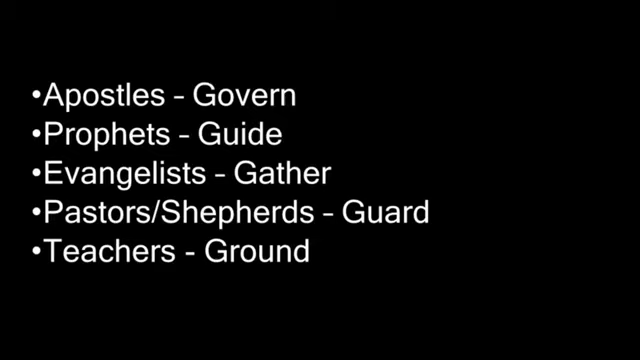 •Apostles – Govern
•Prophets – Guide
•Evangelists – Gather
•Pastors/Shepherds – Guard
•Teachers - Ground